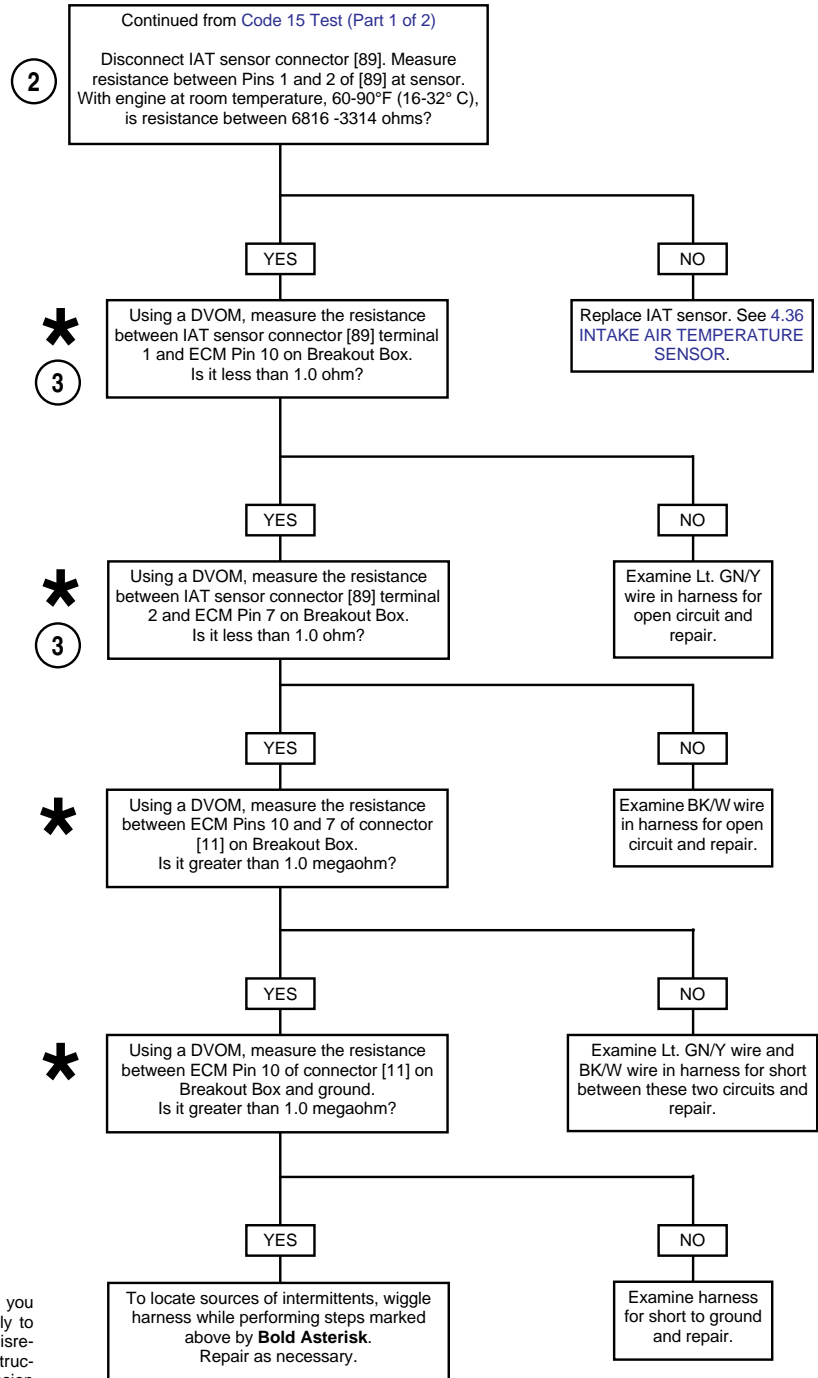 Continued from Code 15 Test (Part 1 of 2)
2
Disconnect IAT sensor connector [89]. Measure
resistance between Pins 1 and 2 of [89] at sensor.
With engine at room temperature, 60-90°F (16-32° C),
is resistance between 6816 -3314 ohms?
YES
NO
*
3
Using a DVOM, measure the resistance
between IAT sensor connector [89] terminal
1 and ECM Pin 10 on Breakout Box.
Is it less than 1.0 ohm?
Replace IAT sensor. See 4.36
INTAKE AIR TEMPERATURE
SENSOR.
YES
NO
*
3
Using a DVOM, measure the resistance
between IAT sensor connector [89] terminal
2 and ECM Pin 7 on Breakout Box.
Is it less than 1.0 ohm?
Examine Lt. GN/Y
wire in harness for
open circuit and
repair.
YES
NO
*
Using a DVOM, measure the resistance
between ECM Pins 10 and 7 of connector
[11] on Breakout Box.
Is it greater than 1.0 megaohm?
Examine BK/W wire
in harness for open
circuit and repair.
YES
NO
*
Using a DVOM, measure the resistance
between ECM Pin 10 of connector [11] on
Breakout Box and ground.
Is it greater than 1.0 megaohm?
Examine Lt. GN/Y wire and
BK/W wire in harness for short
between these two circuits and
repair.
YES
NO
To locate sources of intermittents, wiggle
harness while performing steps marked
above by Bold Asterisk.
Repair as necessary.
Examine harness
for short to ground
and repair.
you
ly to
isre-
truc-